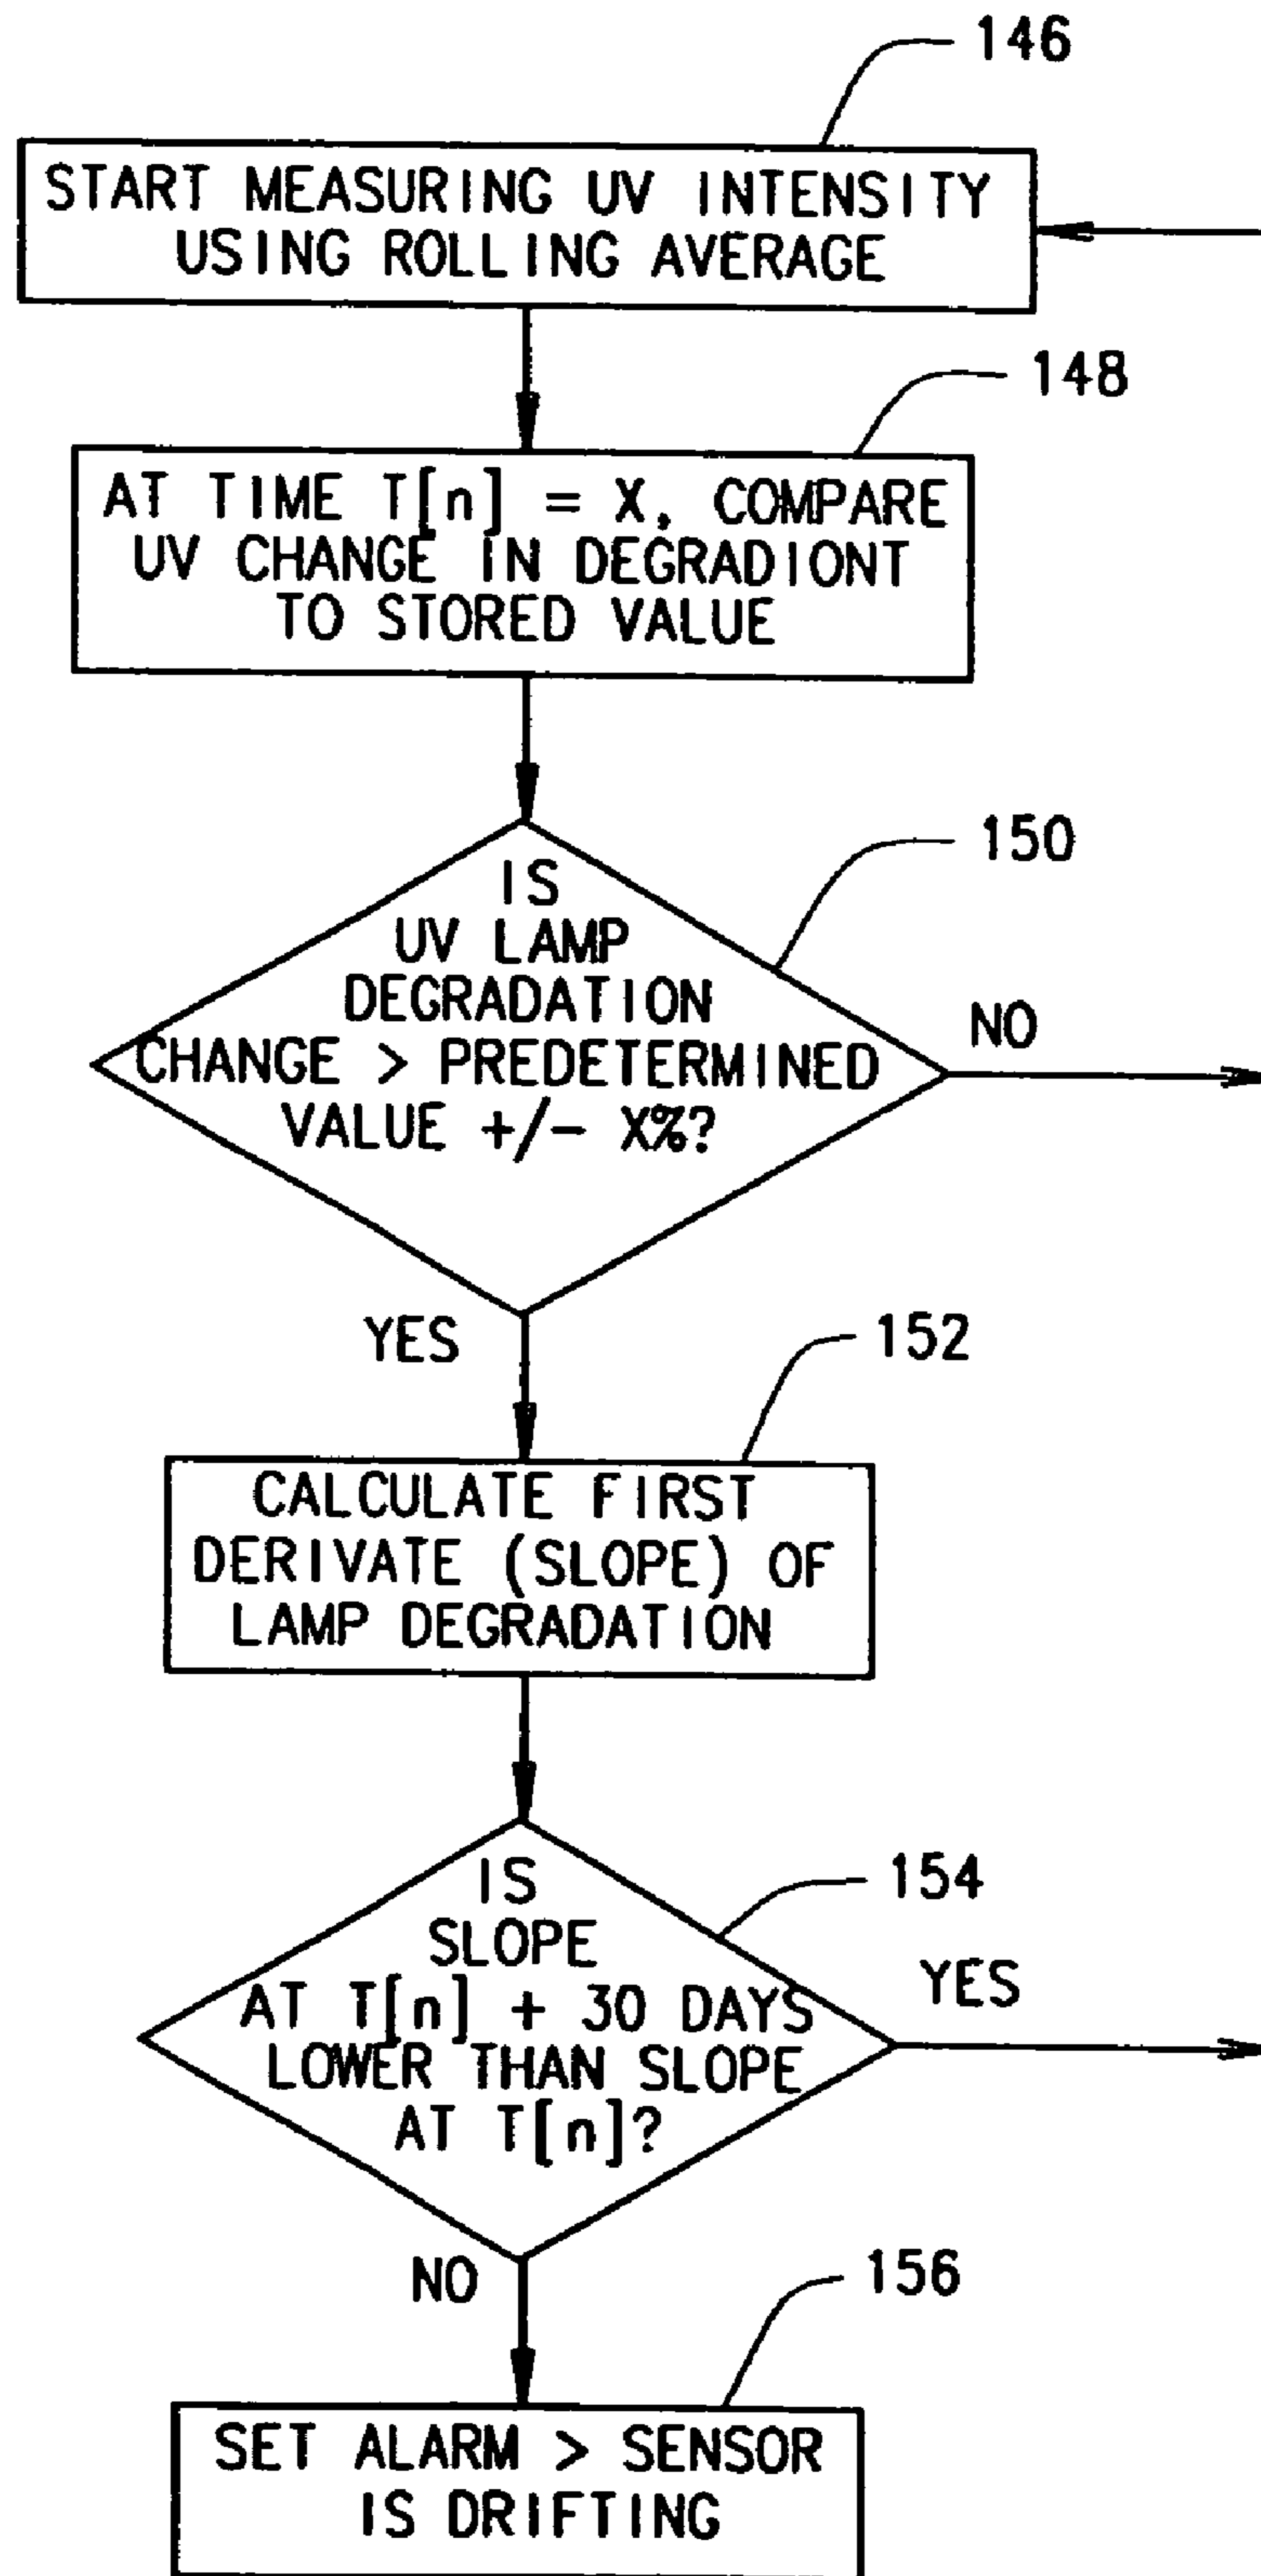 146
START MEASURING UV INTENSITY
USING ROLLING AVERAGE
148
AT TIME T[n] = X, COMPARE
UV CHANGE IN DEGRADIONT
TO STORED VALUE
150
IS
UV LAMP
DEGRADATION
CHANGE > PREDETERMINED
VALUE +/- X%?
NO
YES
152
CALCULATE FIRST
DERIVATE (SLOPE) OF
LAMP DEGRADATION
154
IS
SLOPE
AT T[n] + 30 DAYS
LOWER THAN SLOPE
AT T[n]?
YES
NO
156
SET ALARM > SENSOR
IS DRIFTING